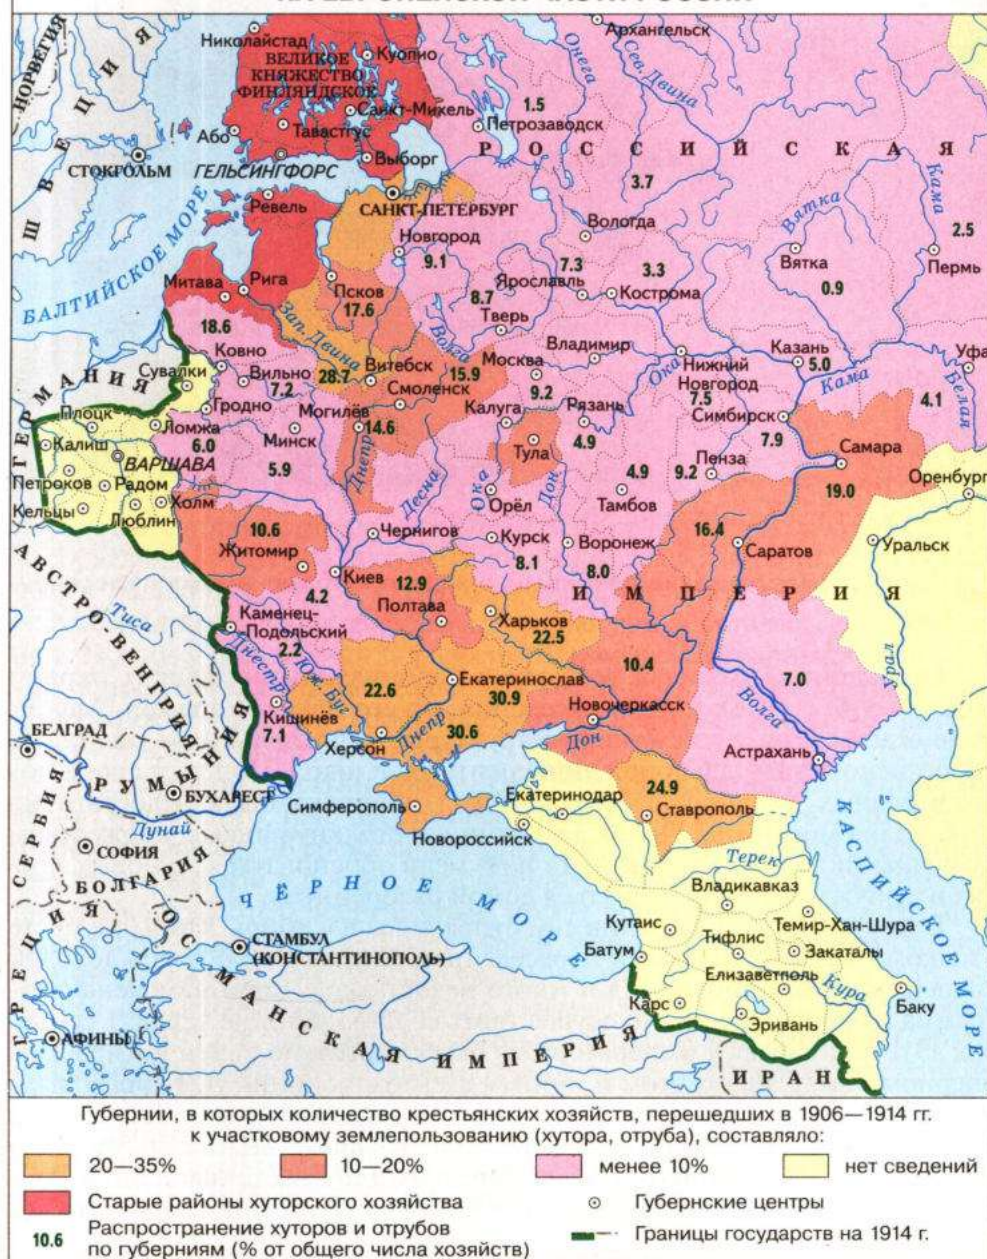 Николайстад
Архангельск
НОРВЕГИЯ
ШВЕЦИЯ
ВЕЛИКОЕ
КНЯЖЕСТВО
ФИНЛЯНДСКОЕ
Куопио
Онега
Сев. Двина
1.5
Санкт-Михель
Петрозаводск
Або
Тавастгус
РОССИЙСКАЯ
СТОКГОЛЬМ
ГЕЛЬСИНГФОРС
Выборг
3.7
Кама
Ревель
САНКТ-ПЕТЕРБУРГ
Вологда
Вятка
2.5
БАЛТИЙСКОЕ МОРЕ
Новгород
9.1
7.3
3.3
Вятка
Пермь
Митава
Рига
Псков
17.6
Ярославль
Кострома
0.9
8.7
Тверь
18.6
Зап. Двина
Волга
Владимир
Казань
Уфа
Ковно
Витебск
Москва
Нижний
Новгород
5.0
Кама
ГЕРМАНИЯ
Сувалки
Вильно
7.2
28.7
15.9
Смоленск
9.2
Ока
7.5
Белая
Плоцк
Гродно
Могилёв
Калуга
Рязань
Симбирск
4.1
Калиш
Ломжа
6.0
Минск
14.6
Тула
4.9
7.9
Самара
ВАРШАВА
5.9
Днепр
4.9
9.2
Пенза
Оренбург
Петроков
Радом
Холм
Десна
Ока
Дон
Тамбов
19.0
Кельцы
Люблин
Орёл
10.6
Чернигов
Курск
Воронеж
16.4
Саратов
Уральск
Житомир
Киев
8.1
8.0
АВСТРО-ВЕНГРИЯ
4.2
12.9
ИМПЕРИЯ
Тиса
Каменец-
Подольский
Полтава
Харьков
22.5
2.2
Днестр
Юж. Буг
10.4
7.0
Урал
22.6
Екатеринослав
30.9
Новочеркасск
Волга
Кишинёв
7.1
Херсон
Днепр
30.6
Дон
Астрахань
БЕЛГРАД
РУМЫНИЯ
24.9
БУХАРЕСТ
Симферополь
Екатеринодар
Ставрополь
СЕРБИЯ
Дунай
Новороссийск
КАСПИЙСКОЕ МОРЕ
СОФИЯ
БОЛГАРИЯ
Терек
ЧЁРНОЕ МОРЕ
Владикавказ
Кутаис
Темир-Хан-Шура
ГРЕЦИЯ
СТАМБУЛ
(КОНСТАНТИНОПОЛЬ)
Батум
Тифлис
Закаталы
Елизаветполь
Кура
Баку
ОСМАНСКАЯ ИМПЕРИЯ
Карс
Эривань
АФИНЫ
ИРАН
Губернии, в которых количество крестьянских хозяйств, перешедших в 1906—1914 гг.
к участковому землепользованию (хутора, отруба), составляло:
20—35% 10—20% менее 10% нет сведений
Старые районы хуторского хозяйства Губернские центры
10.6 Распространение хуторов и отрубов
по губерниям (% от общего числа хозяйств) Границы государств на 1914 г.